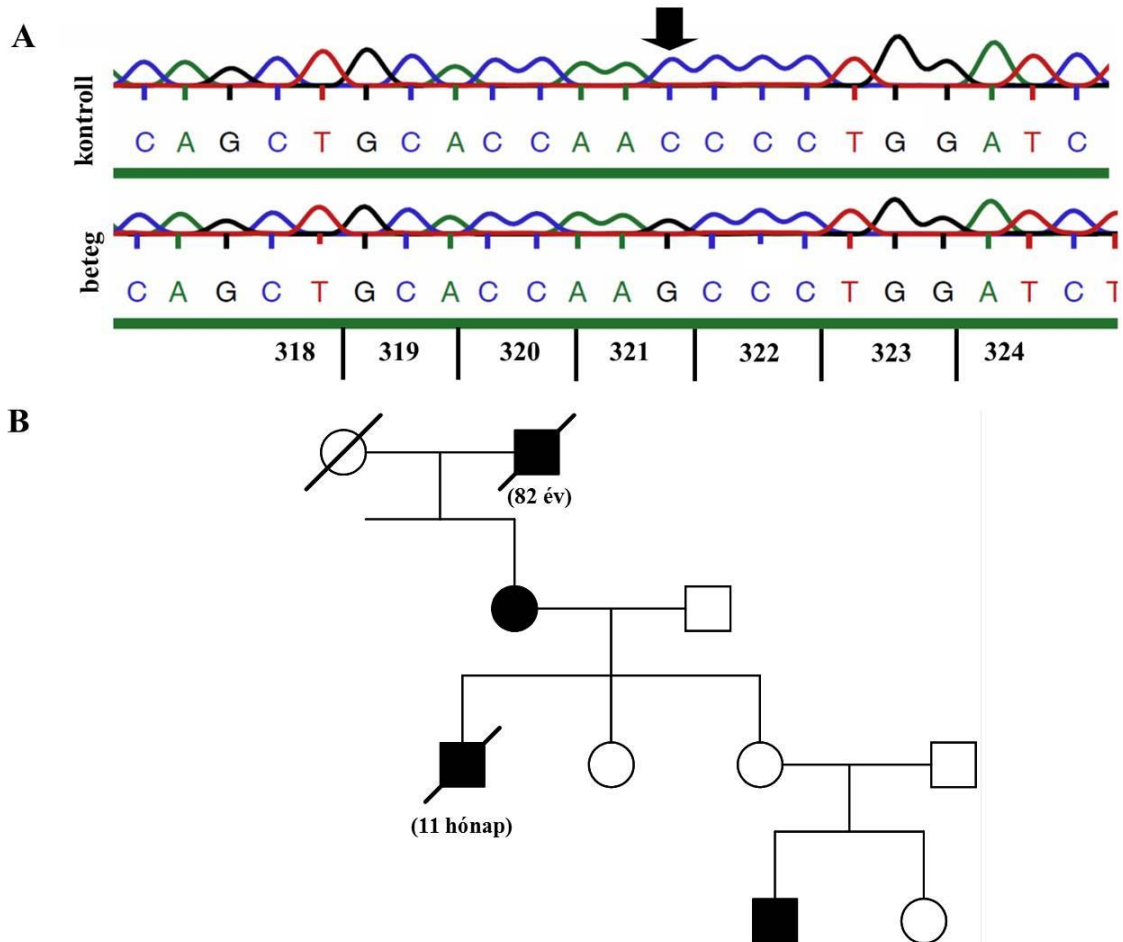 A
kontroll
C A G C T G C A C C A A C C C C T G G A T C
beteg
C A G C T G C A C C A A G C C C T G G A T C T
318 319 320 321 322 323 324
B
(82 év)
(11 hónap)